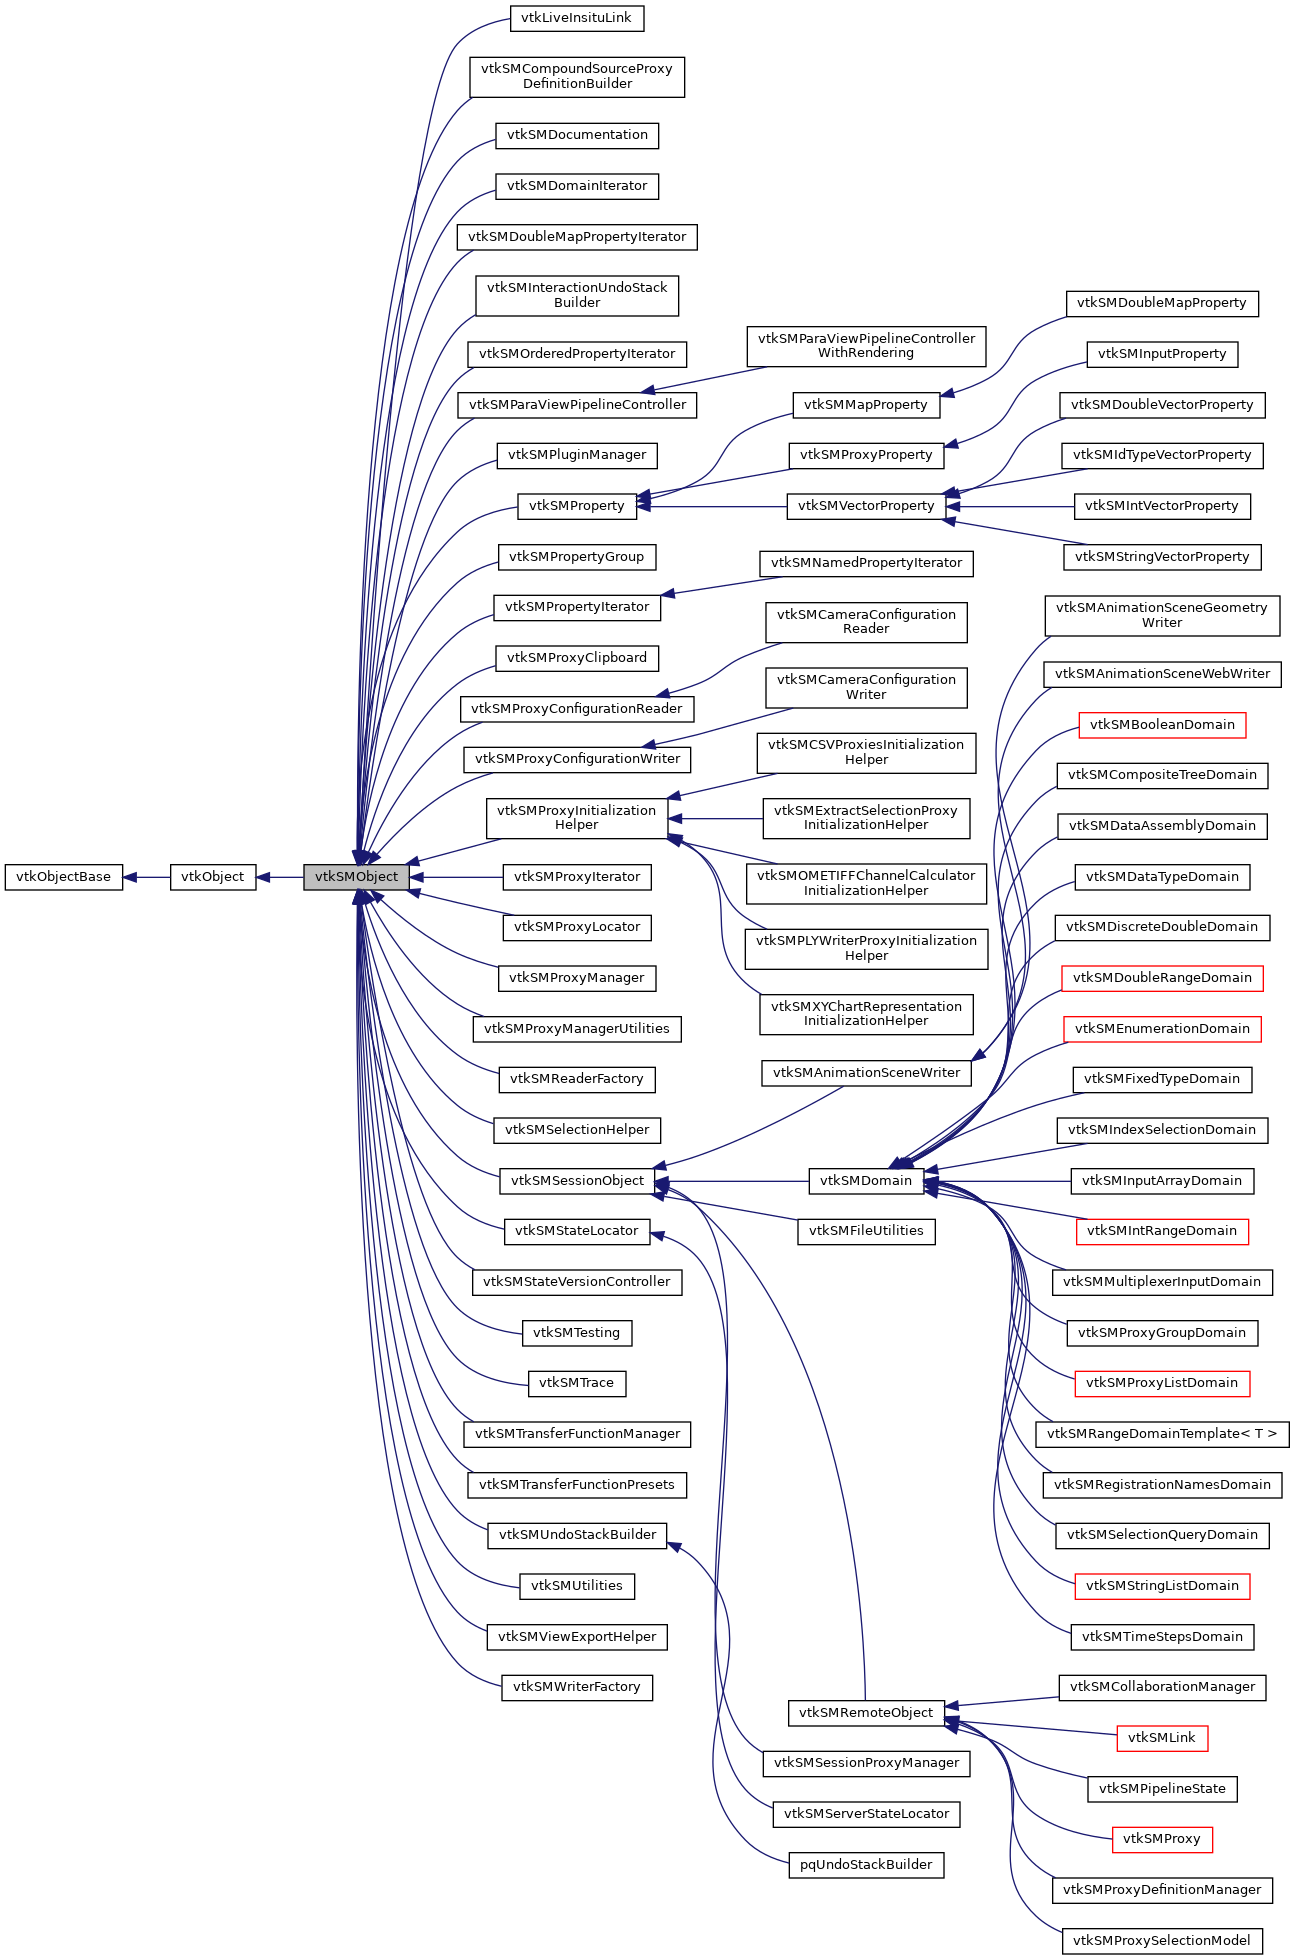 vtkObjectBase
vtkObject
vtkSMObject
vtkLiveInsituLink
vtkSMCompoundSourceProxy
DefinitionBuilder
vtkSMDocumentation
vtkSMDomainIterator
vtkSMDoubleMapPropertyIterator
vtkSMInteractionUndoStack
Builder
vtkSMOrderedPropertyIterator
vtkSMParaViewPipelineController
vtkSMPluginManager
vtkSMProperty
vtkSMPropertyGroup
vtkSMPropertyIterator
vtkSMProxyClipboard
vtkSMProxyConfigurationReader
vtkSMProxyConfigurationWriter
vtkSMProxyInitialization
Helper
vtkSMProxyIterator
vtkSMProxyLocator
vtkSMProxyManager
vtkSMProxyManagerUtilities
vtkSMReaderFactory
vtkSMSelectionHelper
vtkSMSessionObject
vtkSMStateLocator
vtkSMStateVersionController
vtkSMTesting
vtkSMTrace
vtkSMTransferFunctionManager
vtkSMTransferFunctionPresets
vtkSMUndoStackBuilder
vtkSMUtilities
vtkSMViewExportHelper
vtkSMWriterFactory
vtkSMParaViewPipelineController
WithRendering
vtkSMMapProperty
vtkSMProxyProperty
vtkSMVectorProperty
vtkSMNamedPropertyIterator
vtkSMCameraConfiguration
Reader
vtkSMCameraConfiguration
Writer
vtkSMCSVProxiesInitialization
Helper
vtkSMExtractSelectionProxy
InitializationHelper
vtkSMOMETIFFChannelCalculator
InitializationHelper
vtkSMPLYWriterProxyInitialization
Helper
vtkSMXYChartRepresentation
InitializationHelper
vtkSMAnimationSceneWriter
vtkSMDomain
vtkSMFileUtilities
vtkSMRemoteObject
vtkSMSessionProxyManager
vtkSMServerStateLocator
pqUndoStackBuilder
vtkSMDoubleMapProperty
vtkSMInputProperty
vtkSMDoubleVectorProperty
vtkSMIdTypeVectorProperty
vtkSMIntVectorProperty
vtkSMStringVectorProperty
vtkSMAnimationSceneGeometry
Writer
vtkSMAnimationSceneWebWriter
vtkSMBooleanDomain
vtkSMCompositeTreeDomain
vtkSMDataAssemblyDomain
vtkSMDataTypeDomain
vtkSMDiscreteDoubleDomain
vtkSMDoubleRangeDomain
vtkSMEnumerationDomain
vtkSMFixedTypeDomain
vtkSMIndexSelectionDomain
vtkSMInputArrayDomain
vtkSMIntRangeDomain
vtkSMMultiplexerInputDomain
vtkSMProxyGroupDomain
vtkSMProxyListDomain
vtkSMRangeDomainTemplate< T >
vtkSMRegistrationNamesDomain
vtkSMSelectionQueryDomain
vtkSMStringListDomain
vtkSMTimeStepsDomain
vtkSMCollaborationManager
vtkSMLink
vtkSMPipelineState
vtkSMProxy
vtkSMProxyDefinitionManager
vtkSMProxySelectionModel